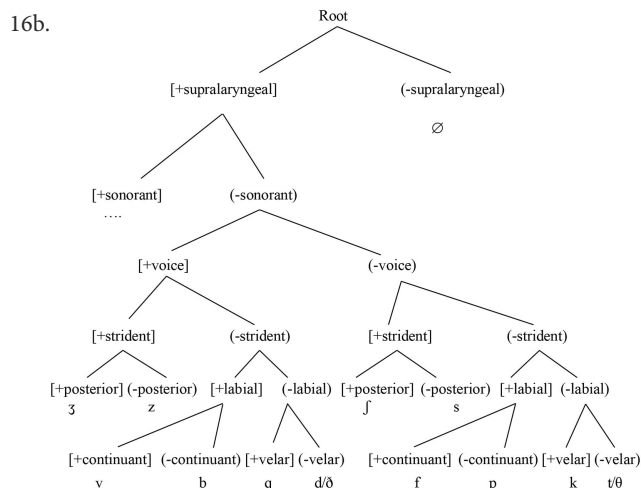 16b.
Root
[+supralaryngeal] (-supralaryngeal)
∅
[+sonorant] (-sonorant)
....
[+voice] (-voice)
[+strident] (-strident) [+strident] (-strident)
[+posterior] (-posterior) [+labial] (-labial) [+posterior] (-posterior) [+labial] (-labial)
ʒ z ʃ s
[+continuant] (-continuant) [+velar] (-velar) [+continuant] (-continuant) [+velar] (-velar)
v b g d/ð f p k t/θ